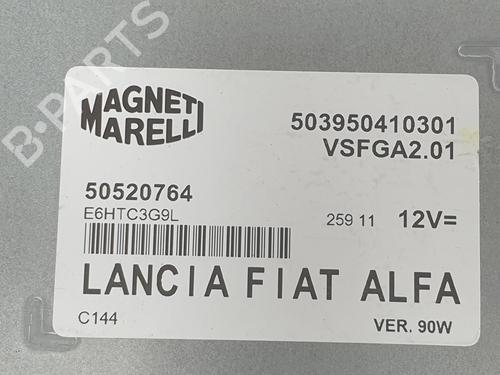 MAGNETI
MARELLI
503950410301
VSFGA2.01
50520764
E6HTC3G9L
259 11 12V=
LANCIA FIAT ALFA
C144
VER. 90W
B-PARTS